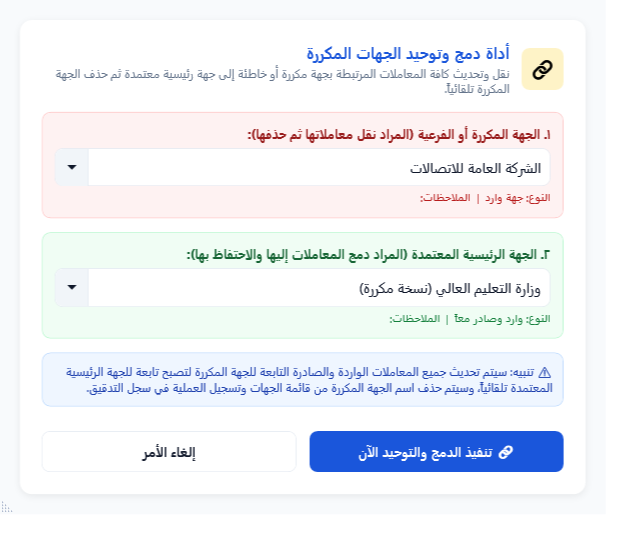 أداة دمج وتوحيد الجهات المكررة
نقل وتحديث كافة المعاملات المرتبطة بجهة مكررة أو خاطئة إلى جهة رئيسية معتمدة ثم حذف الجهة
المكررة تلقائياً.
١. الجهة المكررة أو الفرعية (المراد نقل معاملاتها ثم حذفها):
الشركة العامة للاتصالات
النوع: جهة وارد | الملاحظات:
٢. الجهة الرئيسية المعتمدة (المراد دمج المعاملات إليها والاحتفاظ بها):
وزارة التعليم العالي (نسخة مكررة)
النوع: وارد وصادر معاً | الملاحظات:
⚠ تنبيه: سيتم تحديث جميع المعاملات الواردة والصادرة التابعة للجهة المكررة لتصبح تابعة للجهة الرئيسية
المعتمدة تلقائياً، وسيتم حذف اسم الجهة المكررة من قائمة الجهات وتسجيل العملية في سجل التدقيق.
تنفيذ الدمج والتوحيد الآن
إلغاء الأمر